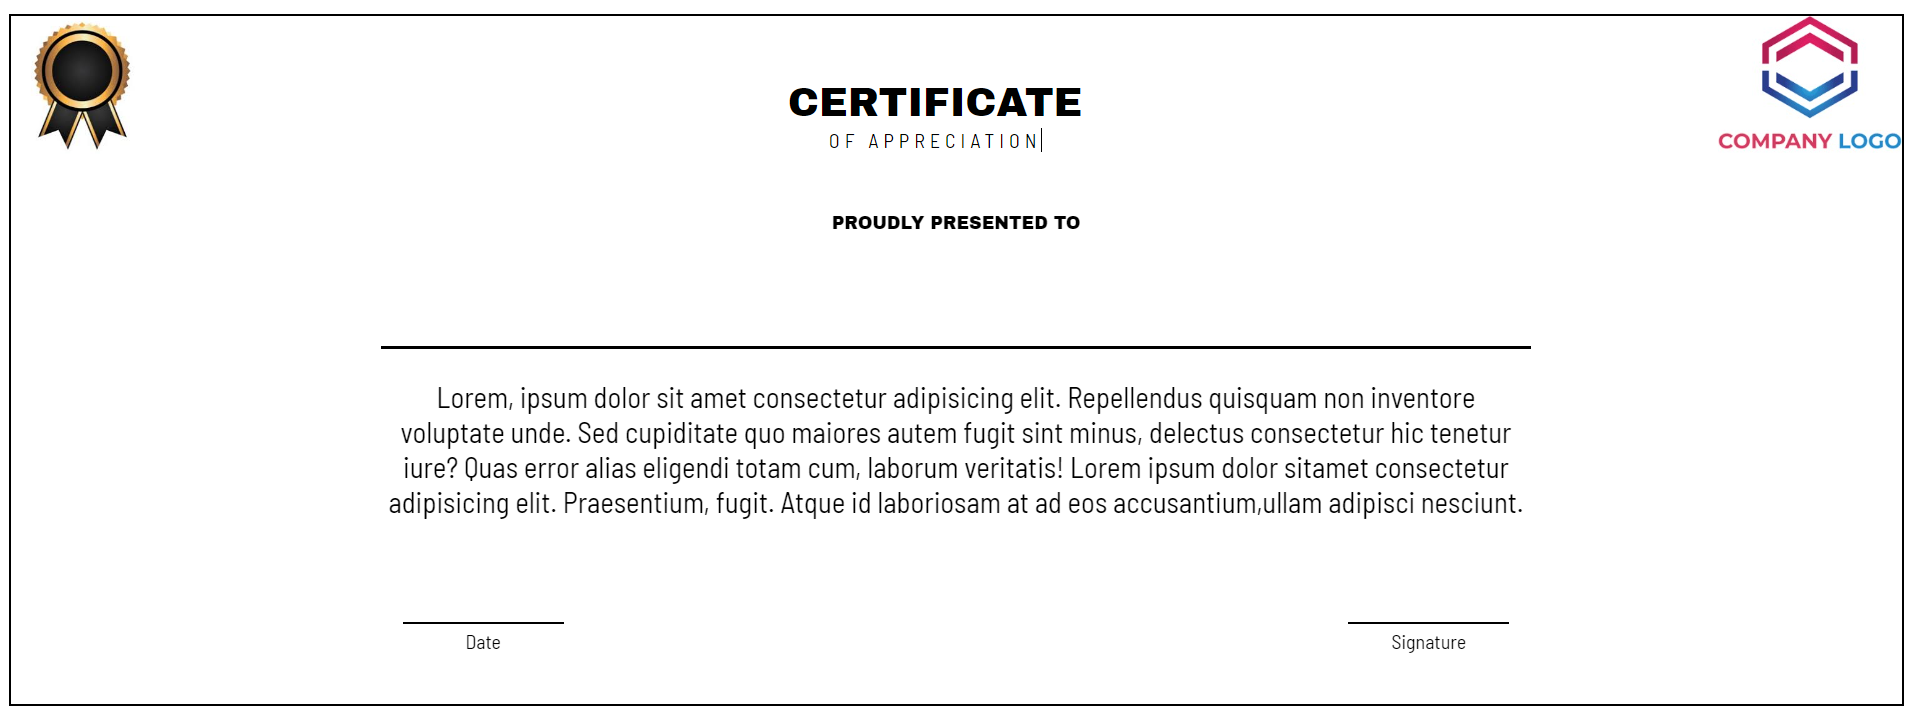 CERTIFICATE
OF APPRECIATION
COMPANY LOGO
PROUDLY PRESENTED TO
Lorem, ipsum dolor sit amet consectetur adipisicing elit. Repellendus quisquam non inventore
voluptate unde. Sed cupiditate quo maiores autem fugit sint minus, delectus consectetur hic tenetur
iure? Quas error alias eligendi totam cum, laborum veritatis! Lorem ipsum dolor sitamet consectetur
adipisicing elit. Praesentium, fugit. Atque id laboriosam at ad eos accusantium,ullam adipisci nesciunt.
Date
Signature